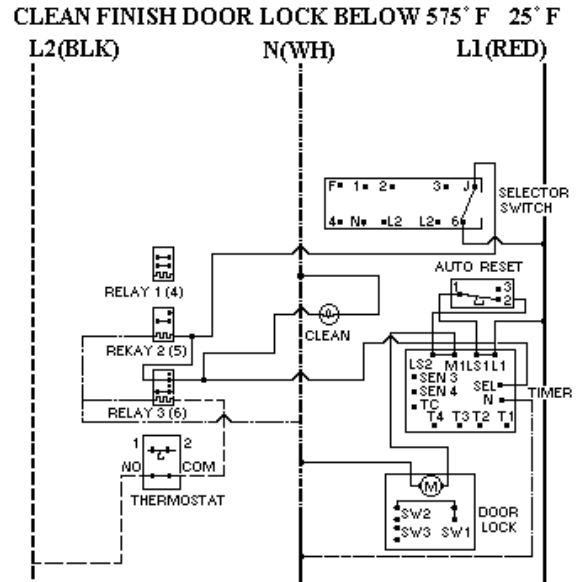 CLEAN FINISH DOOR LOCK BELOW 575° F 25° F
L2(BLK) N(WH) L1(RED)
F 1 2 3 J
SELECTOR
SWITCH
4 N L2 L2 6
AUTO RESET
1 3
2
RELAY 1 (4)
CLEAN
REKAY 2 (5)
LS2 M1 LS1 L1
SEN 3
SEN 4 SEL
TC N
TIMER
T4 T3 T2 T1
RELAY 3 (6)
1 2
NO COM
THERMOSTAT
M
SW2
SW3 SW1
DOOR
LOCK